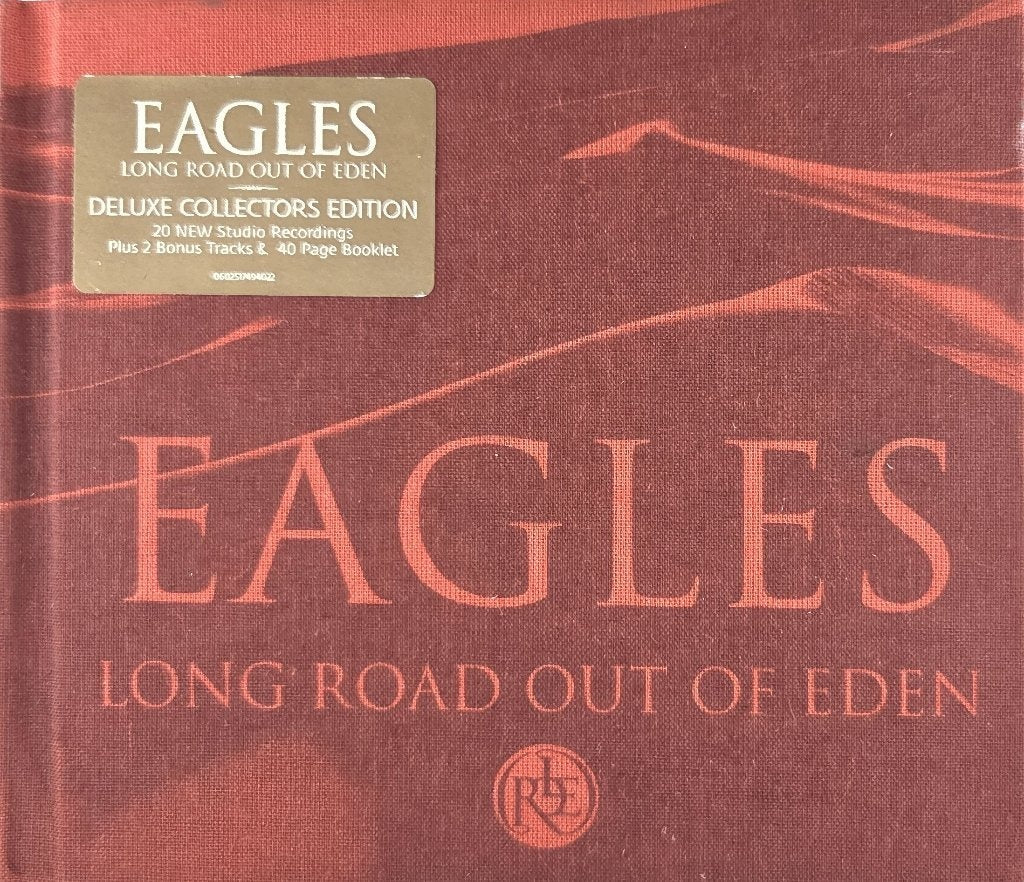 EAGLES
LONG ROAD OUT OF EDEN
DELUXE COLLECTORS EDITION
20 NEW Studio Recordings
Plus 2 Bonus Tracks & 40 Page Booklet
0602517494022
EAGLES
LONG ROAD OUT OF EDEN